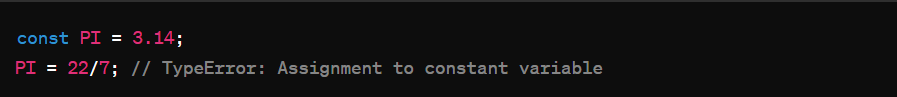 const PI = 3.14;
PI = 22/7; // TypeError: Assignment to constant variable